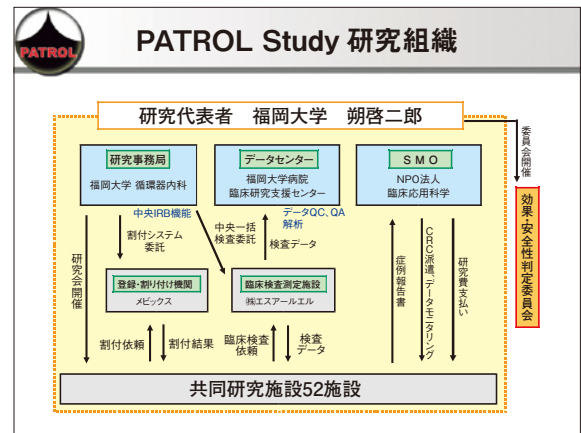 PATROL
PATROL Study 研究組織
研究代表者　福岡大学　朔啓二郎
委員会開催
効果・安全性判定委員会
研究事務局
福岡大学 循環器内科
データセンター
福岡大学病院
臨床研究支援センター
SMO
NPO法人
臨床応用科学
中央IRB機能
データQC、QA
解析
割付システム
委託
中央一括
検査委託
検査データ
研究会開催
登録・割り付け機関
メビックス
臨床検査測定施設
㈱エスアールエル
症例報告書
CRC派遣、データモニタリング
研究費支払い
割付依頼
割付結果
臨床検査
依頼
検査
データ
共同研究施設52施設